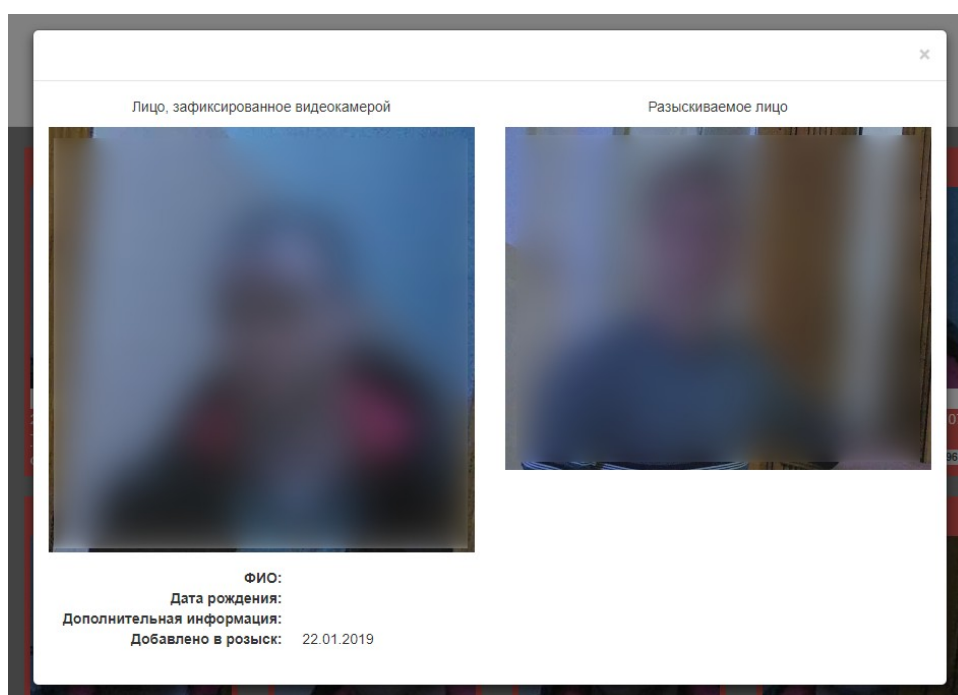 ×
Лицо, зафиксированное видеокамерой
Разыскиваемое лицо
ФИО:
Дата рождения:
Дополнительная информация:
Добавлено в розыск: 22.01.2019